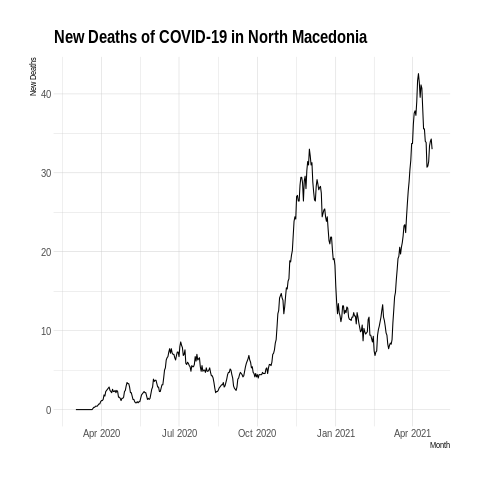 New Deaths of COVID-19 in North Macedonia
New Deaths
40
30
20
10
0
Apr 2020
Jul 2020
Oct 2020
Jan 2021
Apr 2021
Month